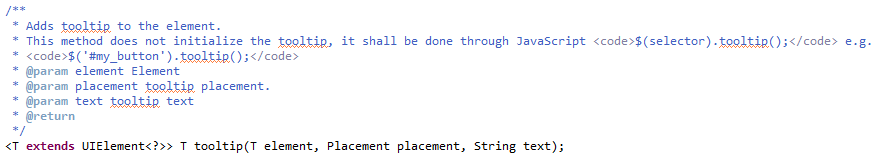 /**
 * Adds tooltip to the element.
 * This method does not initialize the tooltip, it shall be done through JavaScript <code>$(selector).tooltip();</code> e.g.
 * <code>$('#my_button').tooltip();</code>
 * @param element Element
 * @param placement tooltip placement.
 * @param text tooltip text
 * @return
 */
<T extends UIElement<?>> T tooltip(T element, Placement placement, String text);